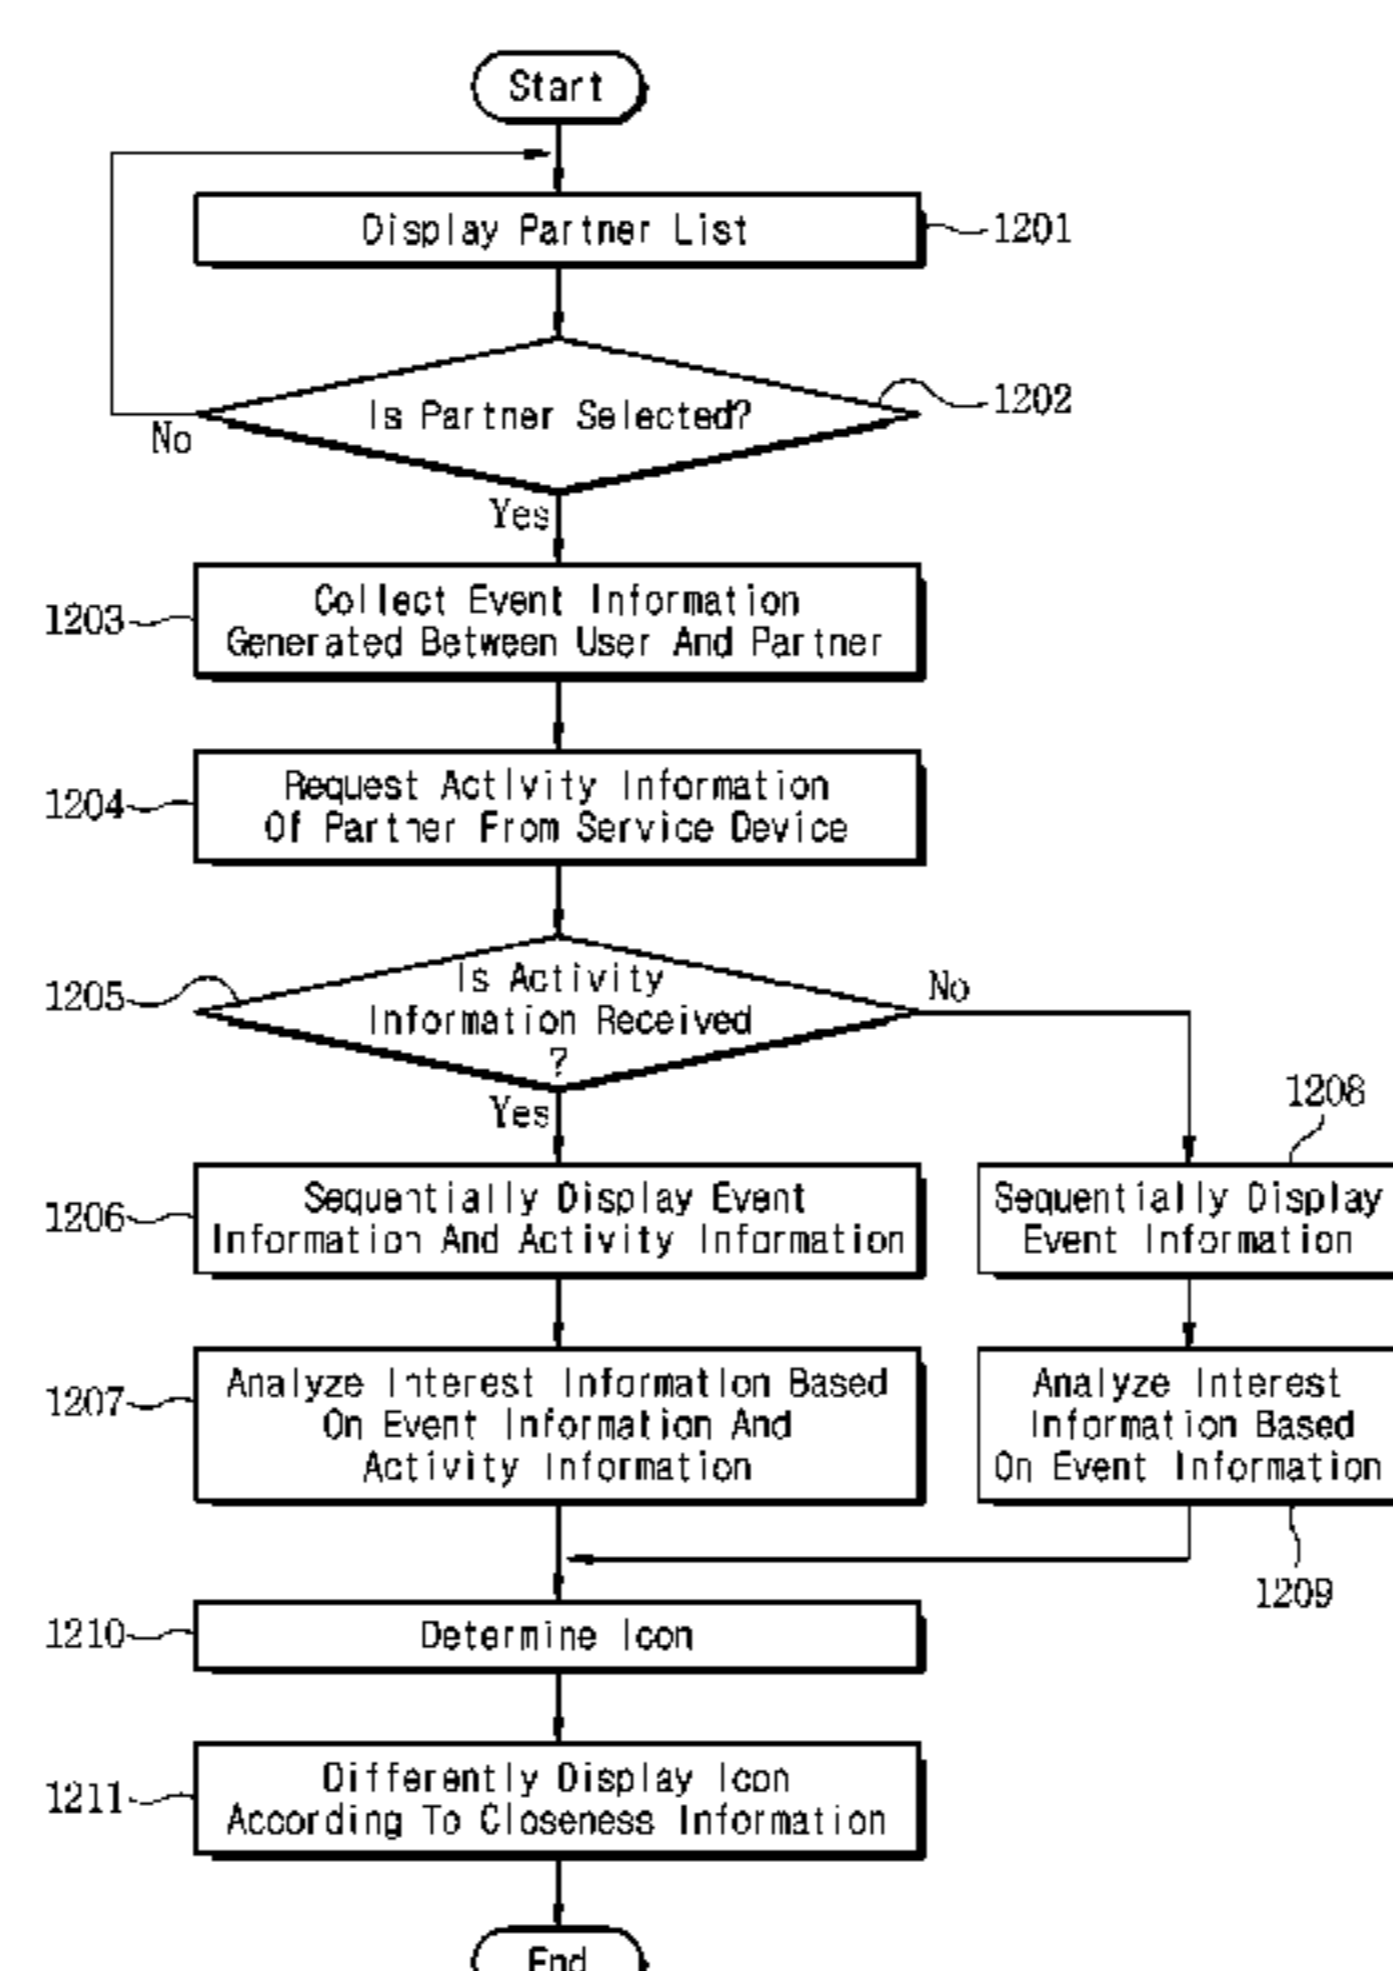 Start
Display Partner List
1201
Is Partner Selected?
1202
No
Yes
Collect Event Information
Generated Between User And Partner
1203
Request Activity Information
Of Partner From Service Device
1204
Is Activity
Information Received
?
1205
No
Yes
1208
Sequentially Display Event
Information And Activity Information
1206
Sequentially Display
Event Information
Analyze Interest Information Based
On Event Information And
Activity Information
1207
Analyze Interest
Information Based
On Event Information
1209
Determine Icon
1210
Differently Display Icon
According To Closeness Information
1211
End